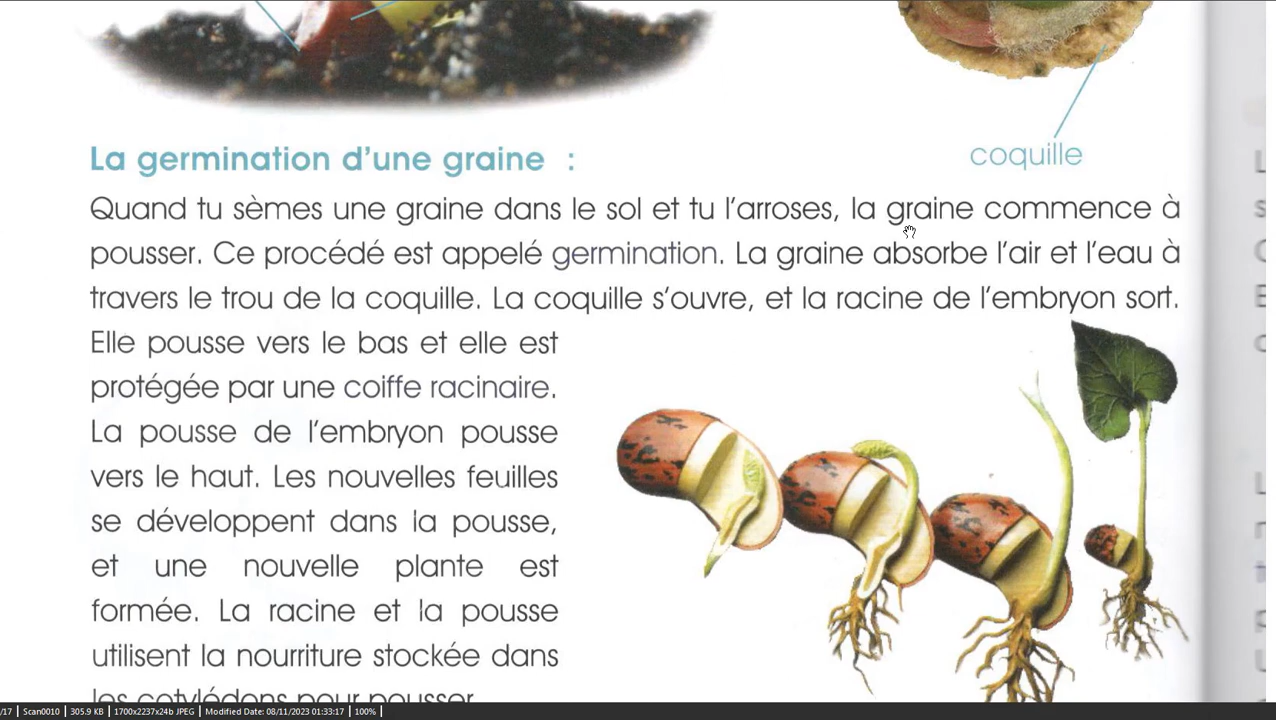 coquille
La germination d'une graine :
Quand tu sèmes une graine dans le sol et tu l'arroses, la graine commence à
pousser. Ce procédé est appelé germination. La graine absorbe l'air et l'eau à
travers le trou de la coquille. La coquille s'ouvre, et la racine de l'embryon sort.
Elle pousse vers le bas et elle est
protégée par une coiffe racinaire.
La pousse de l'embryon pousse
vers le haut. Les nouvelles feuilles
se développent dans la pousse,
et une nouvelle plante est
formée. La racine et la pousse
utilisent la nourriture stockée dans
les cotylédons pour pousser
/17 | Scan0010 | 305.9 KB | 1700x2237x24b JPEG | Modified Date: 08/11/2023 01:33:17 | 100% |